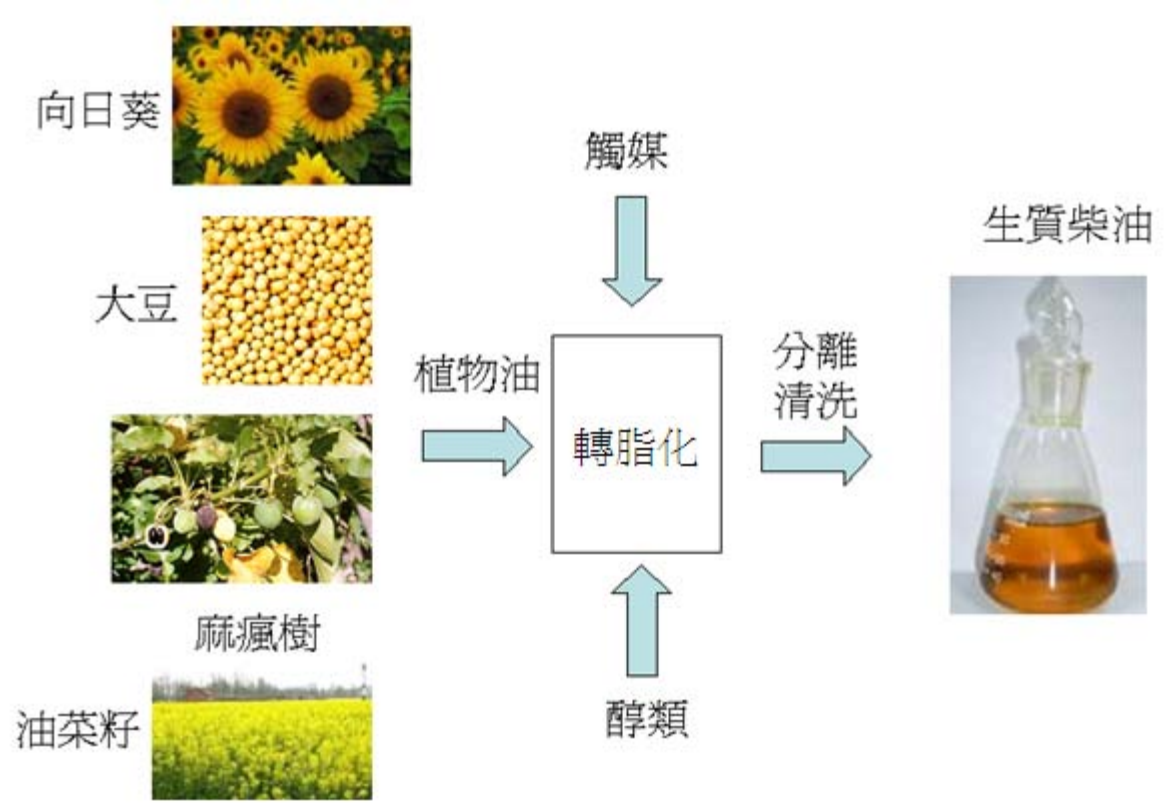 向日葵
大豆
麻瘋樹
油菜籽
植物油
觸媒
轉脂化
醇類
分離
清洗
生質柴油